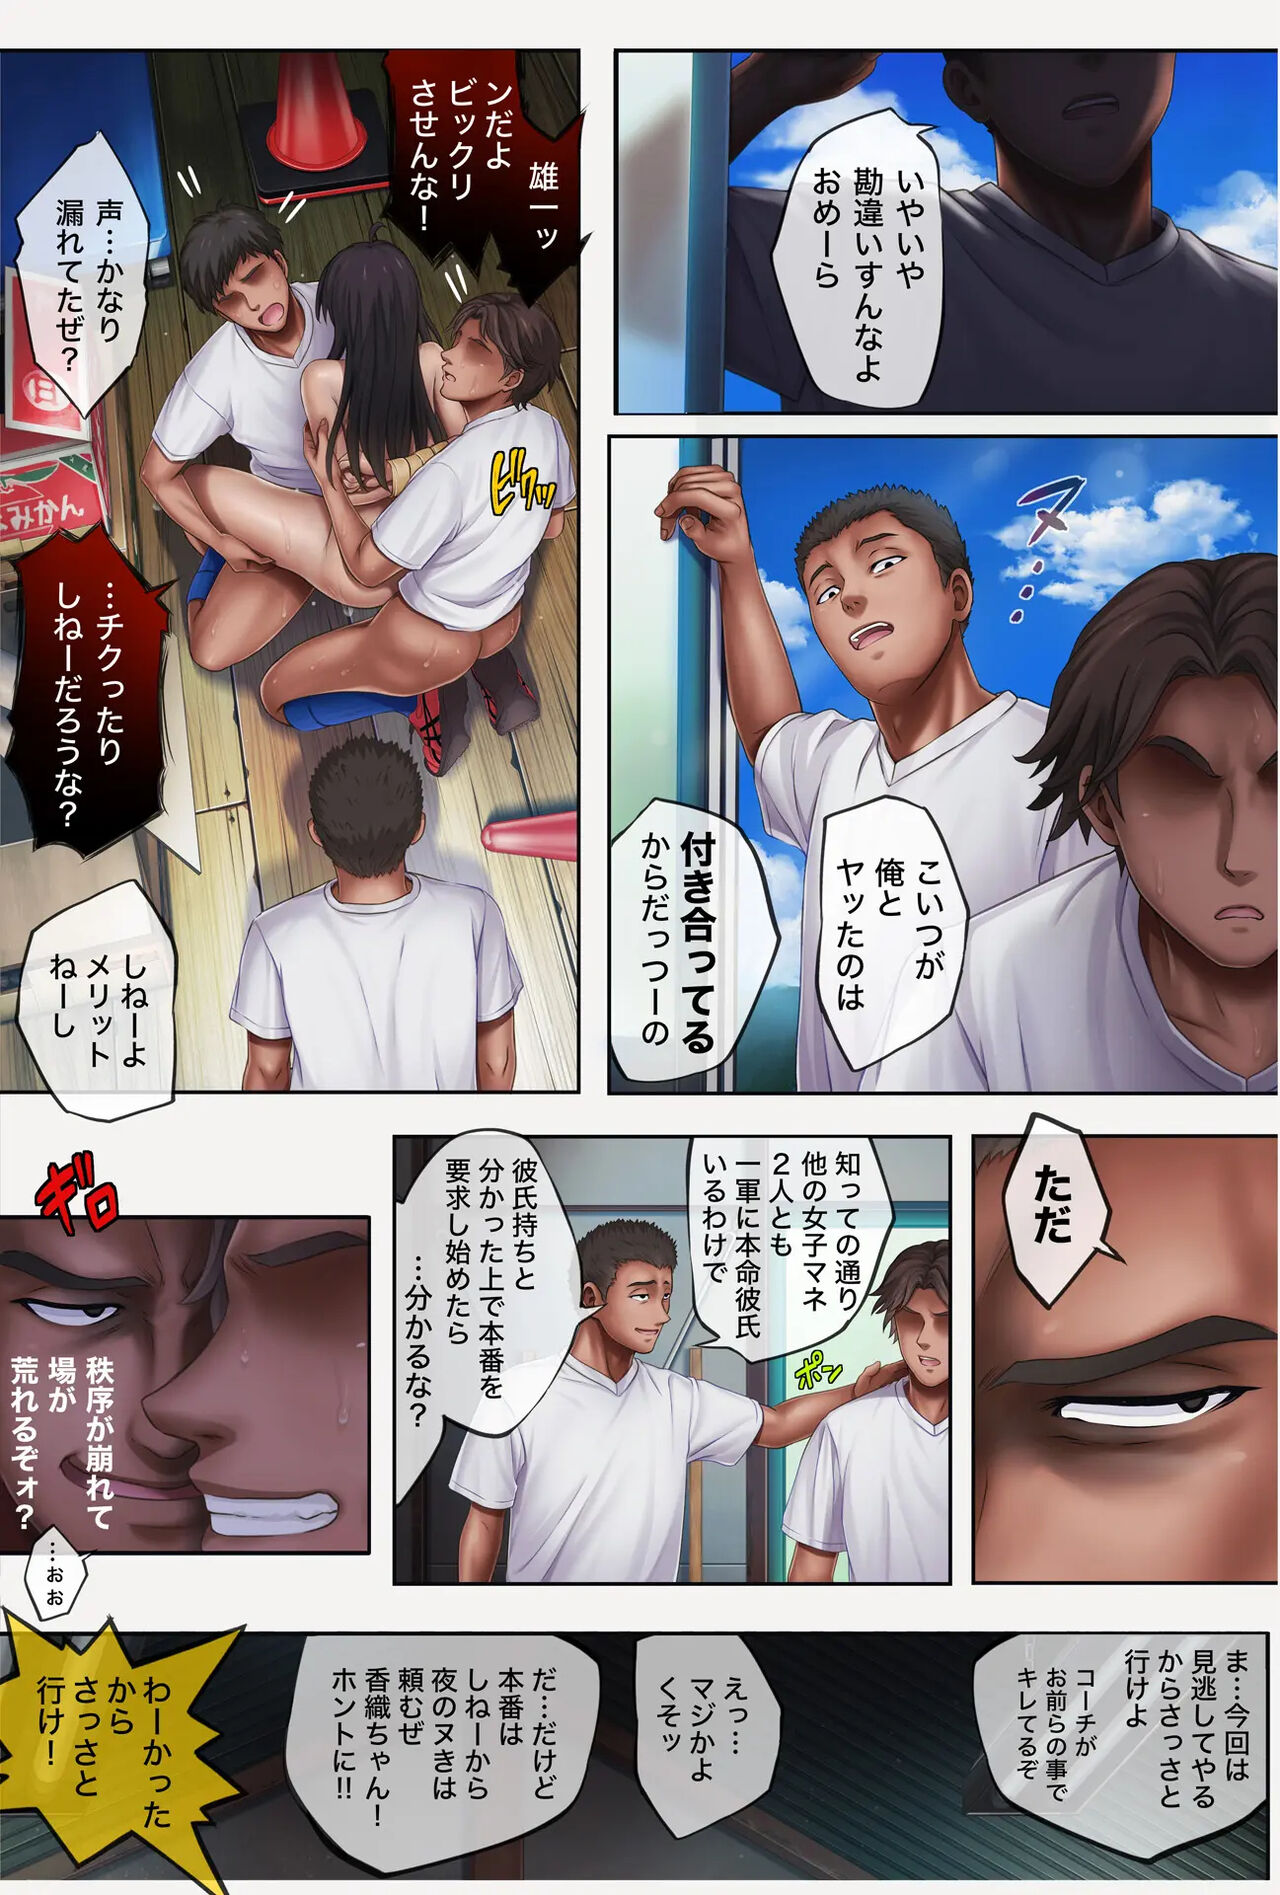 いやいや
勘違いすんなよ
おめーら
雄一ッ
ンだよ
ビックリ
させんな！
声…かなり
漏れてたぜ？
ビクッ
みかん
…チクったり
しねーだろうな？
しねーよ
メリット
ねーし
こいつが
俺と
ヤッたのは
付き合ってる
からだっつーの
ただ
知っての通り
他の女子マネ
2人とも
一軍に本命彼氏
いるわけで
ポン
彼氏持ちと
分かった上で本番を
要求し始めたら
…分かるな？
ギロ
秩序が崩れて
場が
荒れるぞォ？
…おぉ
ま…今回は
見逃してやる
からさっさと
行けよ
コーチが
お前らの事で
キレてるぞ
えっ…
マジかよ
くそッ
だ…だけど
本番は
しねーから
夜のヌきは
頼むぜ
香織ちゃん！
ホントに!!
わーかった
から
さっさと
行け！